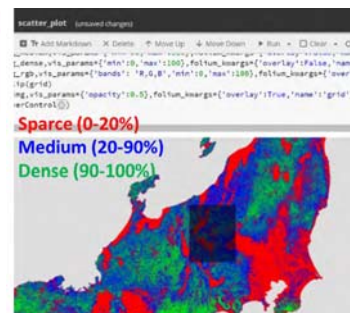 scatter_plot (unsaved changes)
Tr Add Markdown × Delete ↑ Move Up ↓ Move Down ▶ Run Clear
_dense,vis_params={'min':0,'max':100},folium_kwargs={'overlay':False,'nam
_rgb,vis_params={'bands': 'R,G,B','min':0,'max':100},folium_kwargs={'over
ip(grid)
mg,vis_params={'opacity':0.5},folium_kwargs={'overlay':True,'name':'grid'
erControl())
Sparce (0-20%)
Medium (20-90%)
Dense (90-100%)